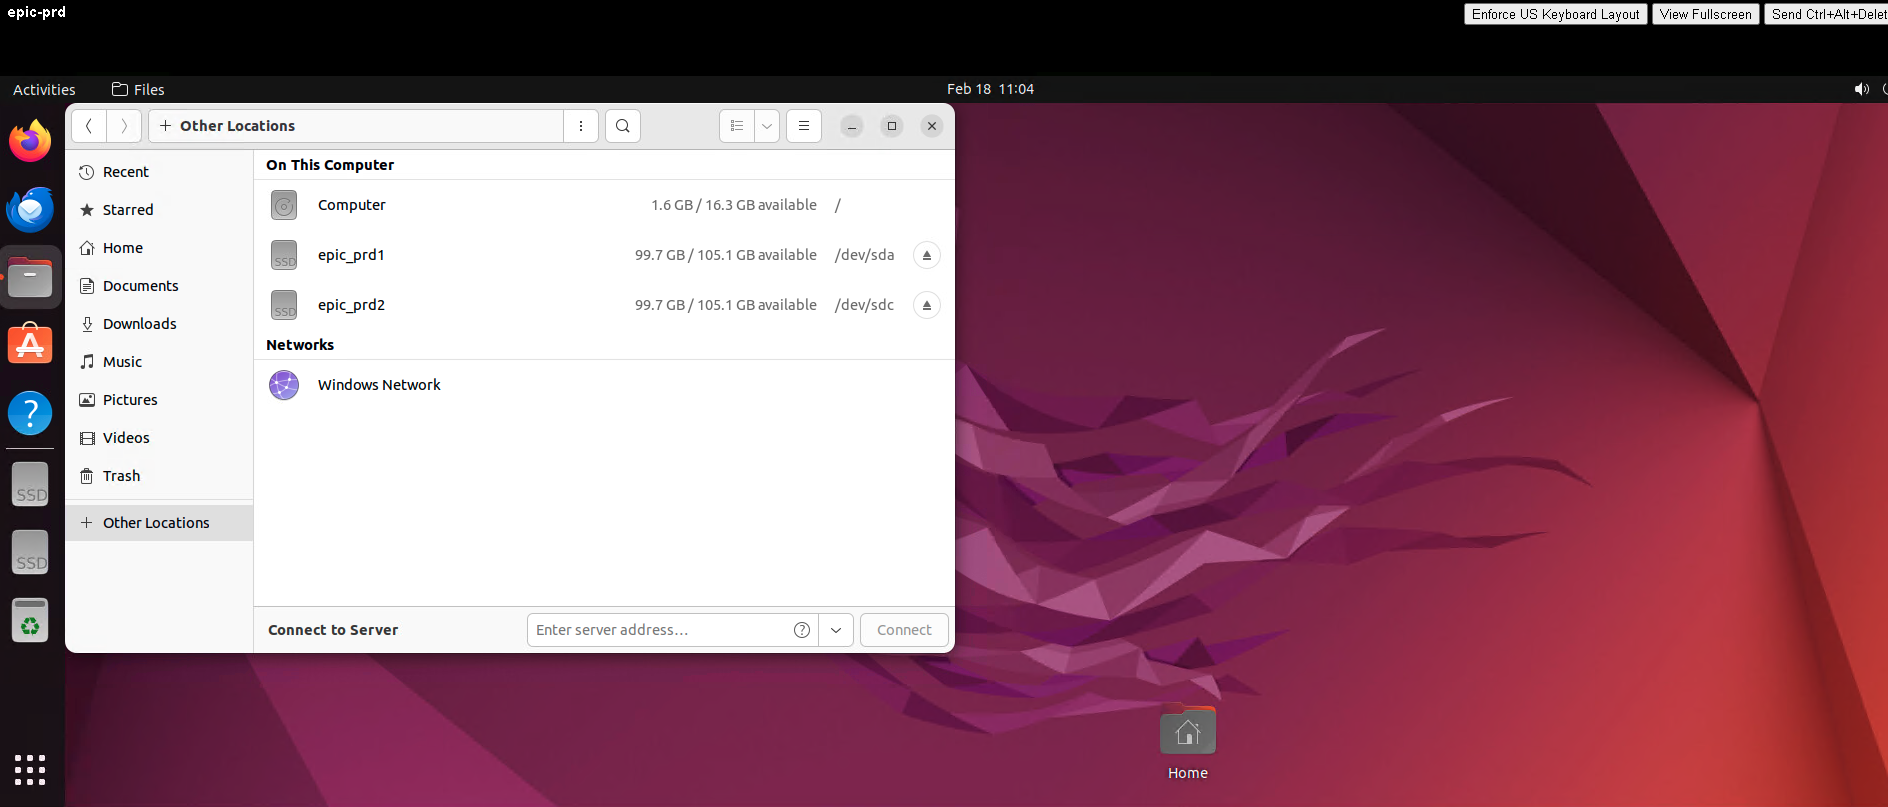 epic-prd
Enforce US Keyboard Layout
View Fullscreen
Send Ctrl+Alt+Delet
Activities
Files
Feb 18 11:04
Other Locations
Recent
Starred
Home
Documents
Downloads
Music
Pictures
Videos
Trash
Other Locations
On This Computer
Computer 1.6 GB / 16.3 GB available /
epic_prd1 99.7 GB / 105.1 GB available /dev/sda
epic_prd2 99.7 GB / 105.1 GB available /dev/sdc
Networks
Windows Network
Connect to Server
Enter server address…
Connect
SSD
SSD
SSD
SSD
Home